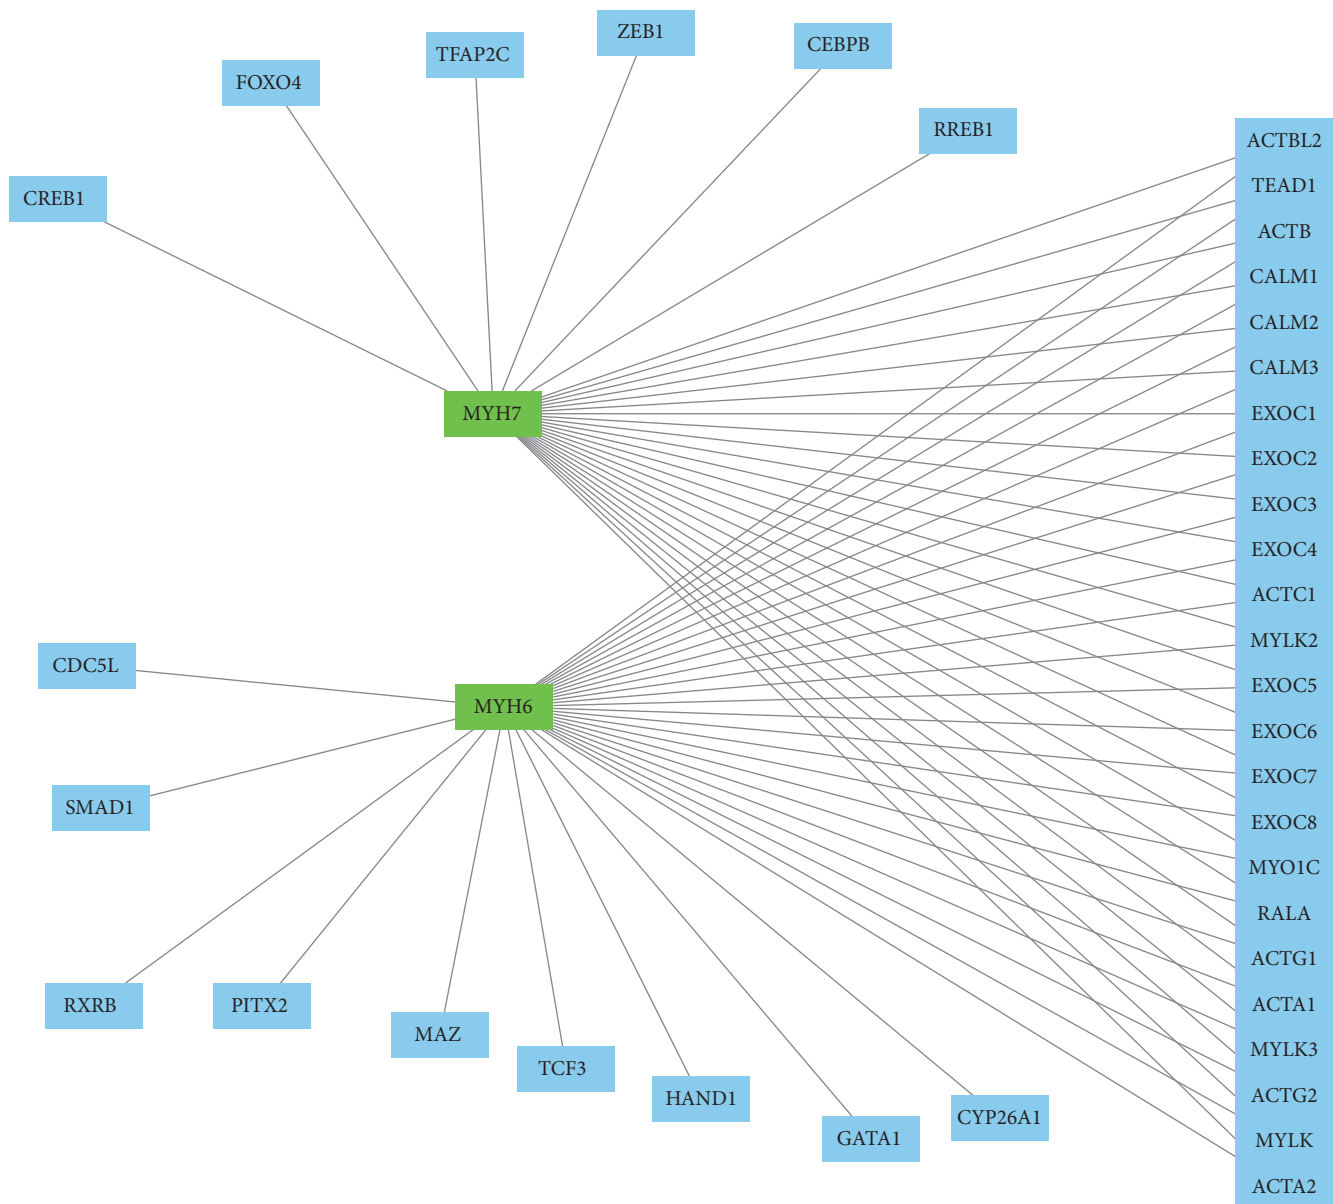 ZEB1
CEBPB
TFAP2C
FOXO4
RREB1
CREB1
MYH7
CDC5L
MYH6
SMAD1
RXRB
PITX2
MAZ
TCF3
HAND1
GATA1
CYP26A1
ACTBL2
TEAD1
ACTB
CALM1
CALM2
CALM3
EXOC1
EXOC2
EXOC3
EXOC4
ACTC1
MYLK2
EXOC5
EXOC6
EXOC7
EXOC8
MYO1C
RALA
ACTG1
ACTA1
MYLK3
ACTG2
MYLK
ACTA2